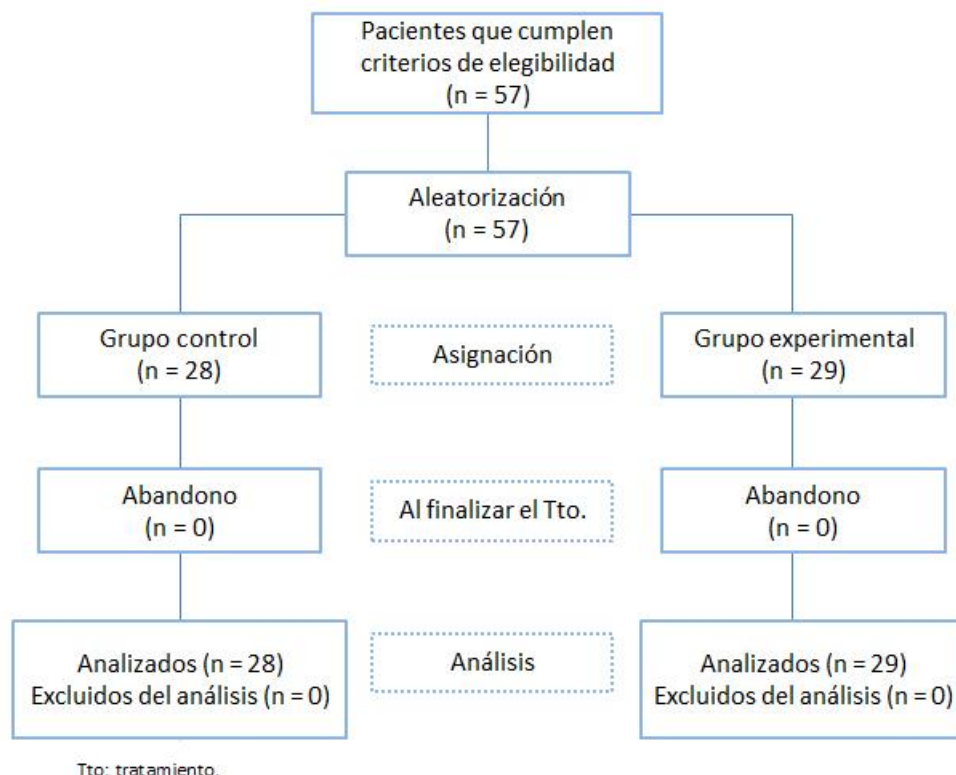 Pacientes que cumplen
criterios de elegibilidad
(n = 57)
Aleatorización
(n = 57)
Grupo control
(n = 28)
Asignación
Grupo experimental
(n = 29)
Abandono
(n = 0)
Al finalizar el Tto.
Abandono
(n = 0)
Analizados (n = 28)
Excluidos del análisis (n = 0)
Análisis
Analizados (n = 29)
Excluidos del análisis (n = 0)
Tto: tratamiento.